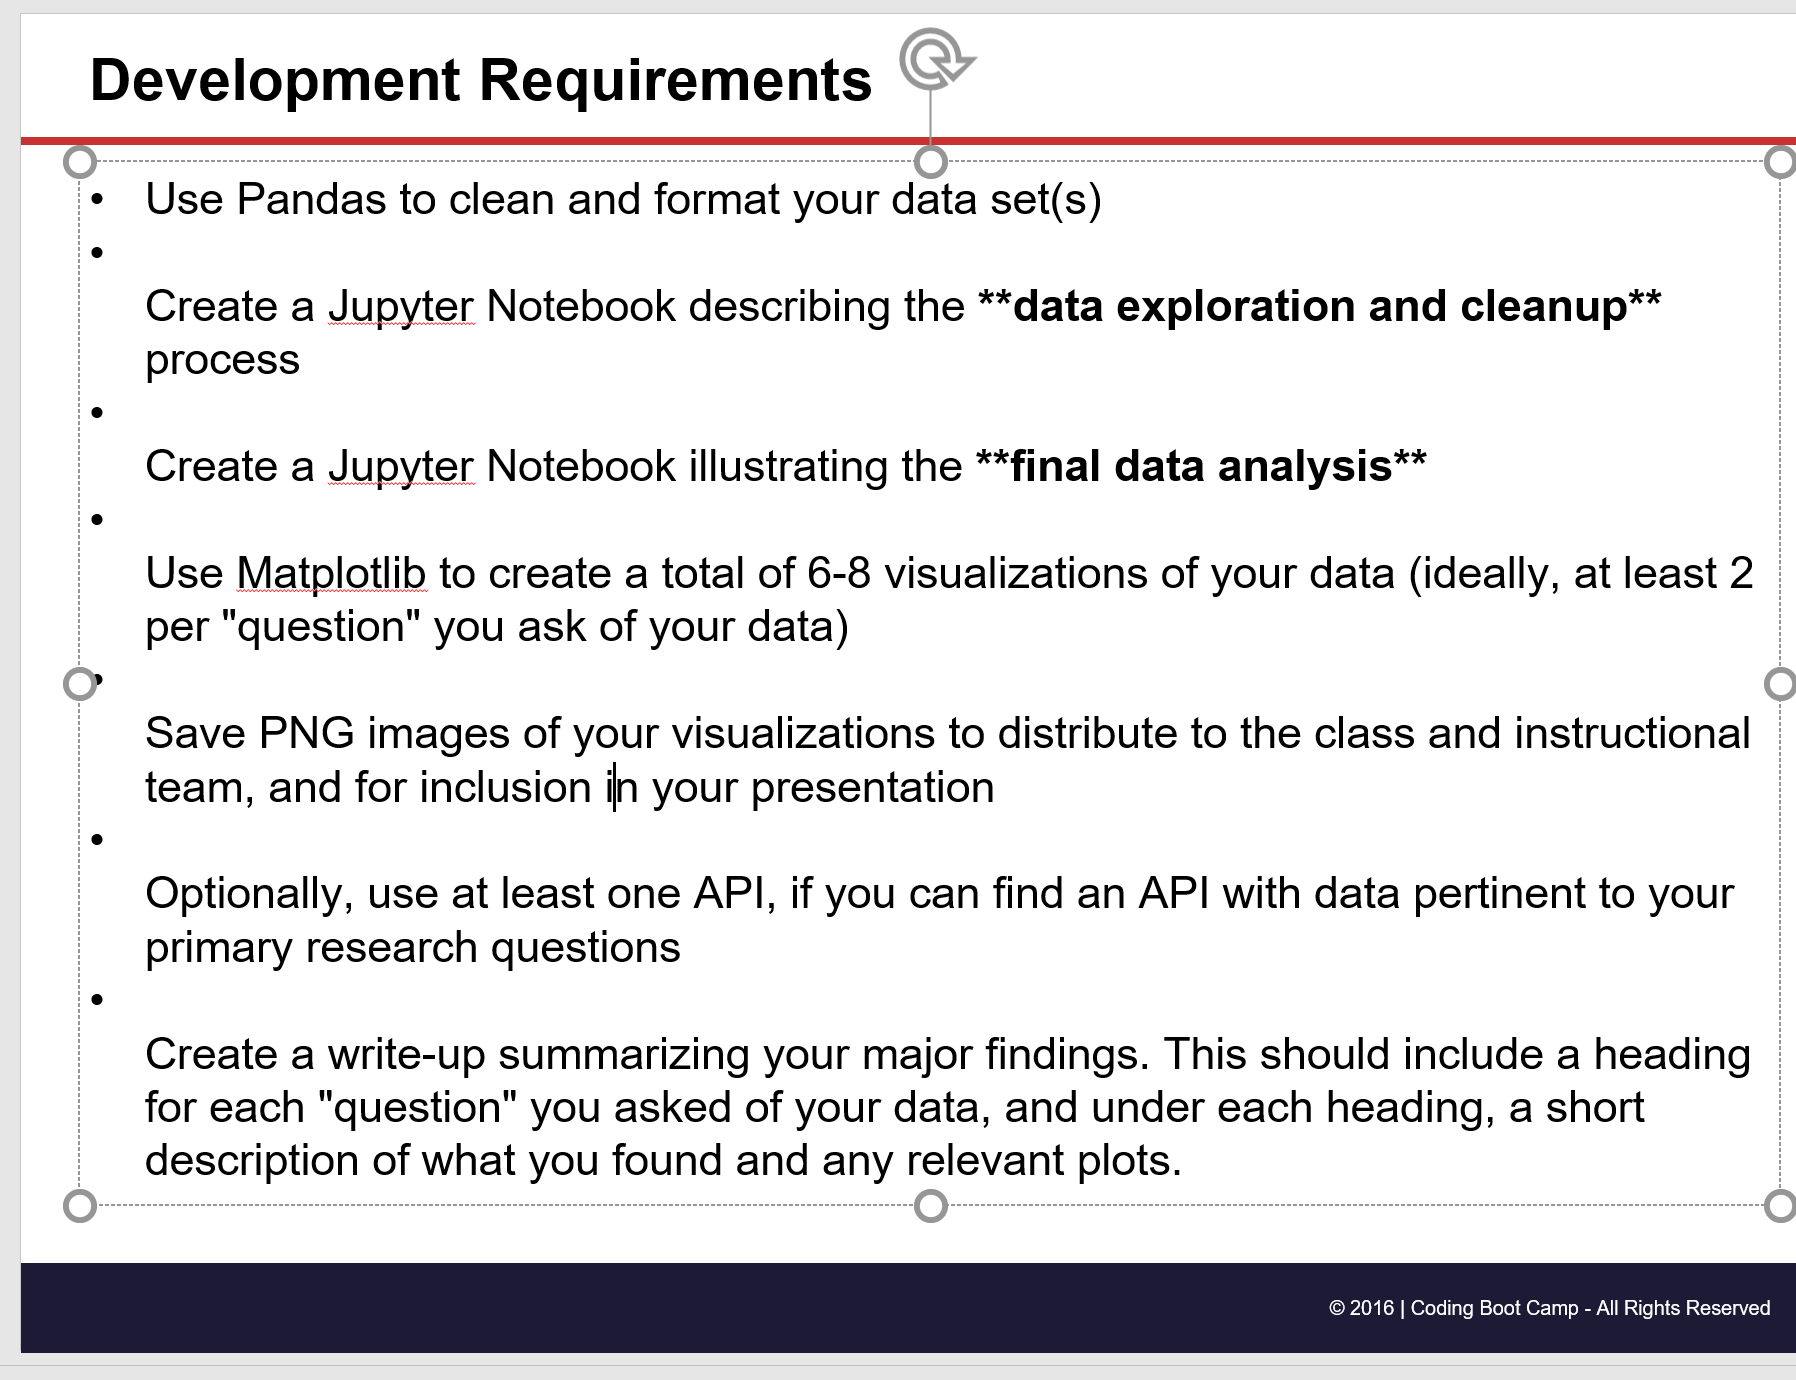 Development Requirements
• Use Pandas to clean and format your data set(s)
•
Create a Jupyter Notebook describing the **data exploration and cleanup**
process
•
Create a Jupyter Notebook illustrating the **final data analysis**
•
Use Matplotlib to create a total of 6-8 visualizations of your data (ideally, at least 2
per "question" you ask of your data)
•
Save PNG images of your visualizations to distribute to the class and instructional
team, and for inclusion in your presentation
•
Optionally, use at least one API, if you can find an API with data pertinent to your
primary research questions
•
Create a write-up summarizing your major findings. This should include a heading
for each "question" you asked of your data, and under each heading, a short
description of what you found and any relevant plots.
© 2016 | Coding Boot Camp - All Rights Reserved